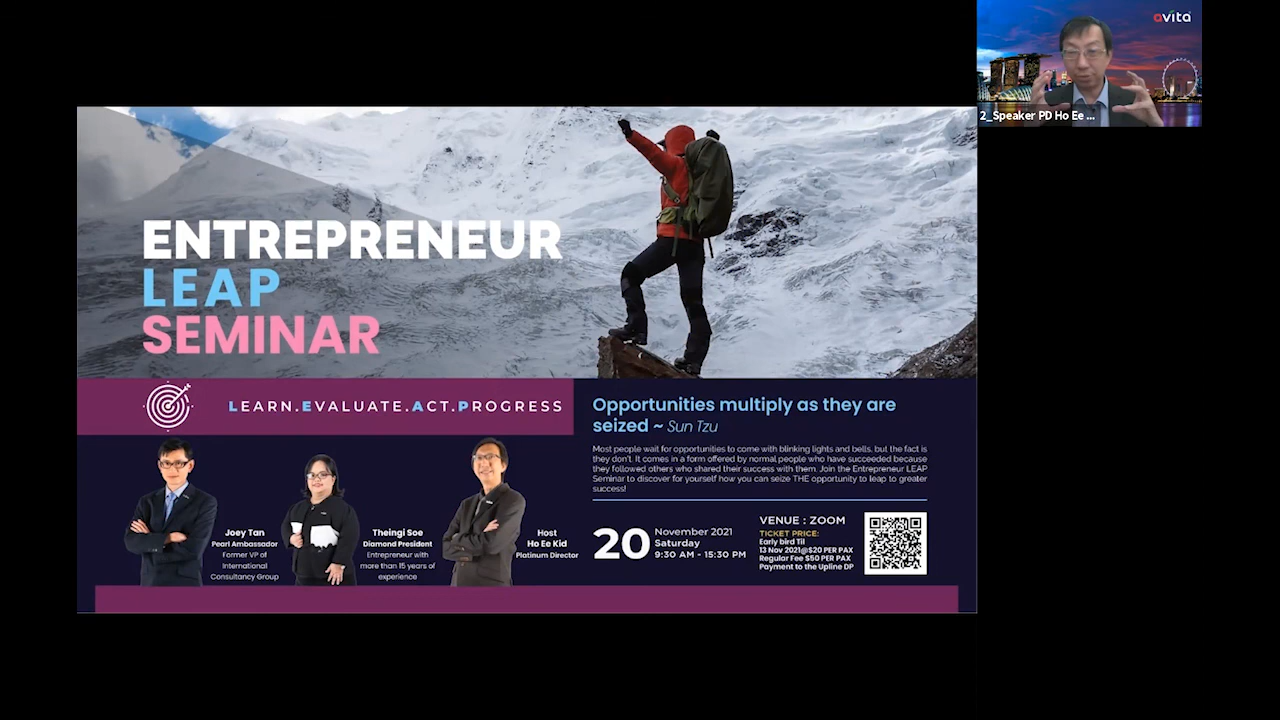 avita
2_Speaker PD Ho Ee ...
ENTREPRENEUR
LEAP
SEMINAR
LEARN.EVALUATE.ACT.PROGRESS
Opportunities multiply as they are
seized ~ Sun Tzu
Most people wait for opportunities to come with blinking lights and bells, but the fact is
they don't. It comes in a form offered by normal people who have succeeded because
they followed others who shared their success with them. Join the Entrepreneur LEAP
Seminar to discover for yourself how you can seize THE opportunity to leap to greater
success!
Joey Tan
Pearl Ambassador
Former VP of
International
Consultancy Group
Theingi Soe
Diamond President
Entrepreneur with
more than 15 years of
experience
Host
Ho Ee Kid
Platinum Director
20
November 2021
Saturday
9:30 AM - 15:30 PM
VENUE : ZOOM
TICKET PRICE:
Early bird Til
13 Nov 2021@$20 PER PAX
Regular Fee $50 PER PAX
Payment to the Upline DP